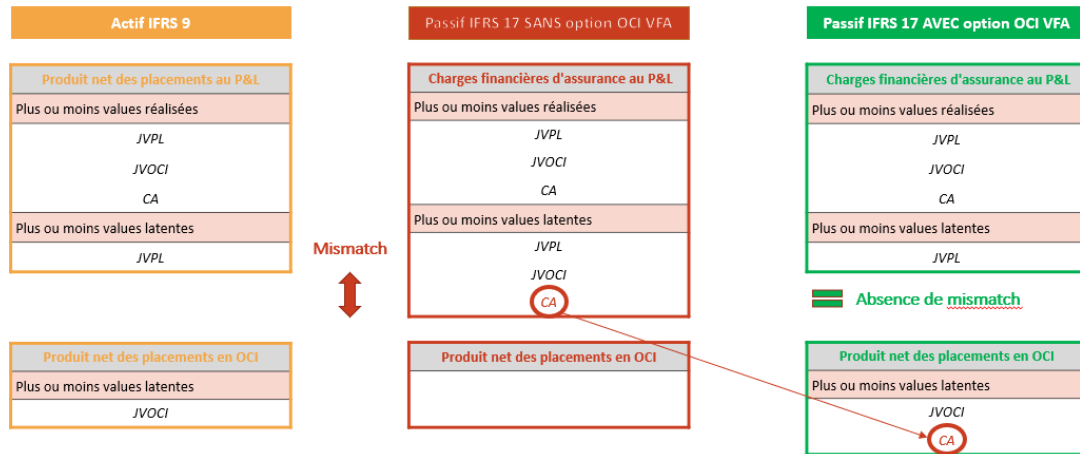 Actif IFRS 9
Produit net des placements au P&L
Plus ou moins values réalisées
JVPL
JVOCI
CA
Plus ou moins values latentes
JVPL
Produit net des placements en OCI
Plus ou moins values latentes
JVOCI
Mismatch
Passif IFRS 17 SANS option OCI VFA
Charges financières d'assurance au P&L
Plus ou moins values réalisées
JVPL
JVOCI
CA
Plus ou moins values latentes
JVPL
JVOCI
CA
Produit net des placements en OCI
Passif IFRS 17 AVEC option OCI VFA
Charges financières d'assurance au P&L
Plus ou moins values réalisées
JVPL
JVOCI
CA
Plus ou moins values latentes
JVPL
Absence de mismatch
Produit net des placements en OCI
Plus ou moins values latentes
JVOCI
CA